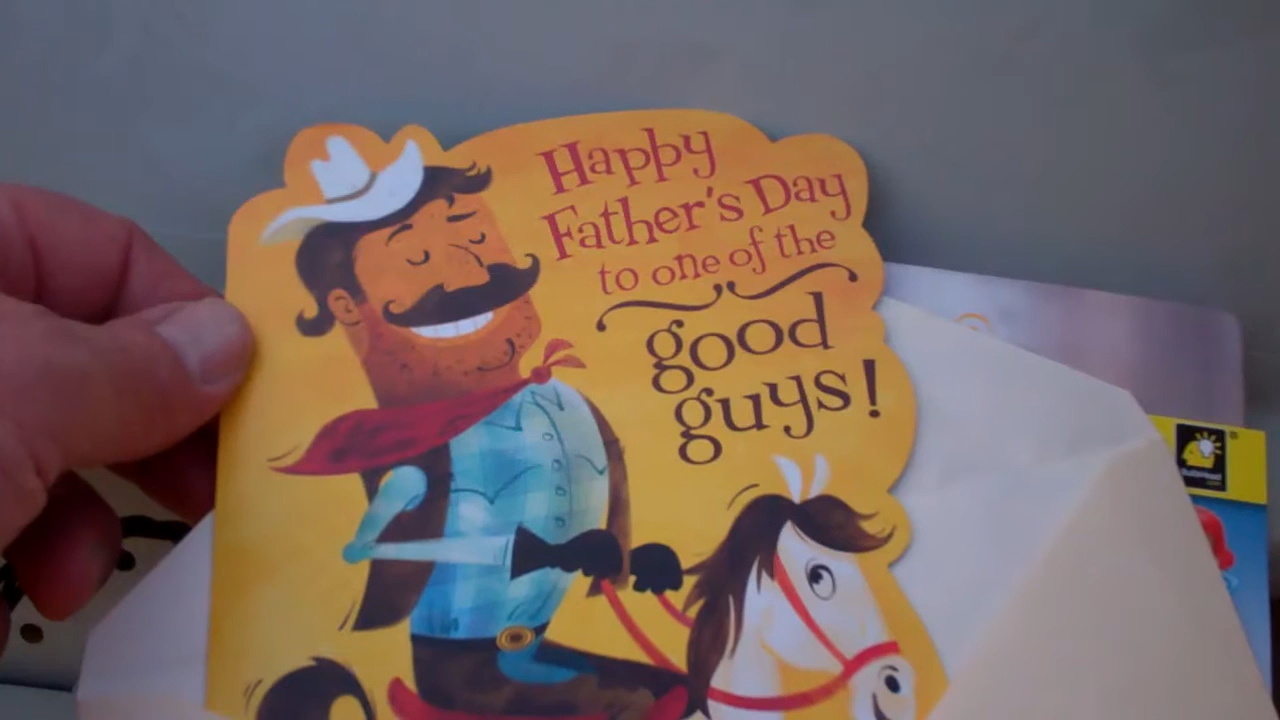 Happy
Father's Day
to one of the
good
guys!